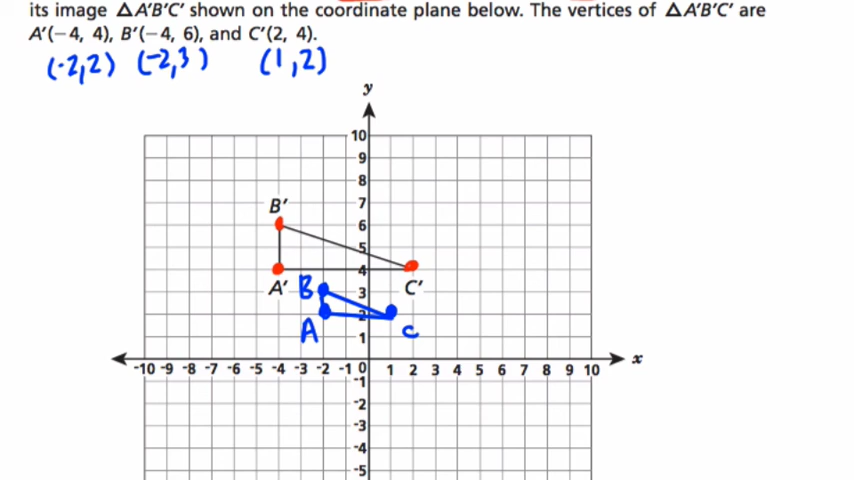 its image △A′B′C′ shown on the coordinate plane below. The vertices of △A′B′C′ are
A′(−4, 4), B′(−4, 6), and C′(2, 4).
(-2,2) (-2,3) (1,2)
y
10
9
8
B′ 7
6
5
4
A′ B 3 C′
2
A 1 C
-10 -9 -8 -7 -6 -5 -4 -3 -2 -1 0 1 2 3 4 5 6 7 8 9 10 x
-1
-2
-3
-4
-5